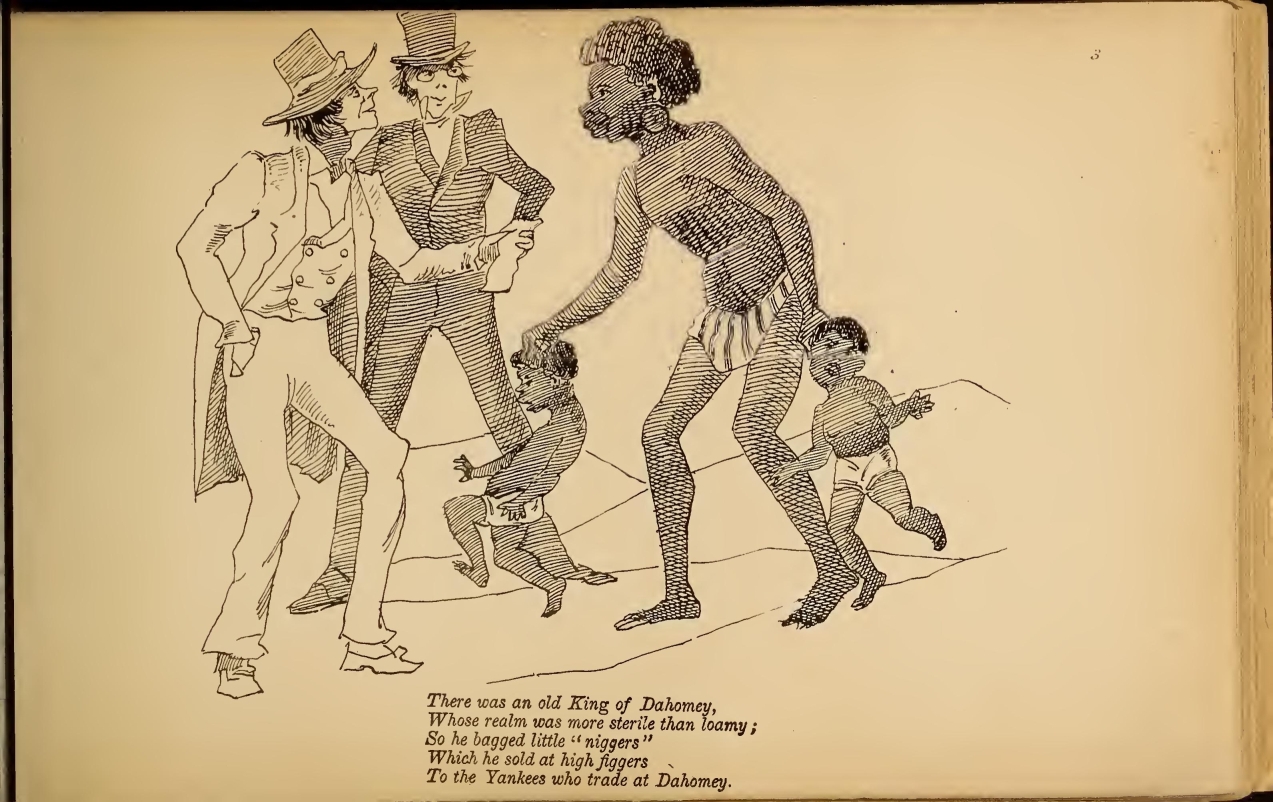 3
There was an old King of Dahomey,
Whose realm was more sterile than loamy;
So he bagged little "niggers"
Which he sold at high figgers
To the Yankees who trade at Dahomey.